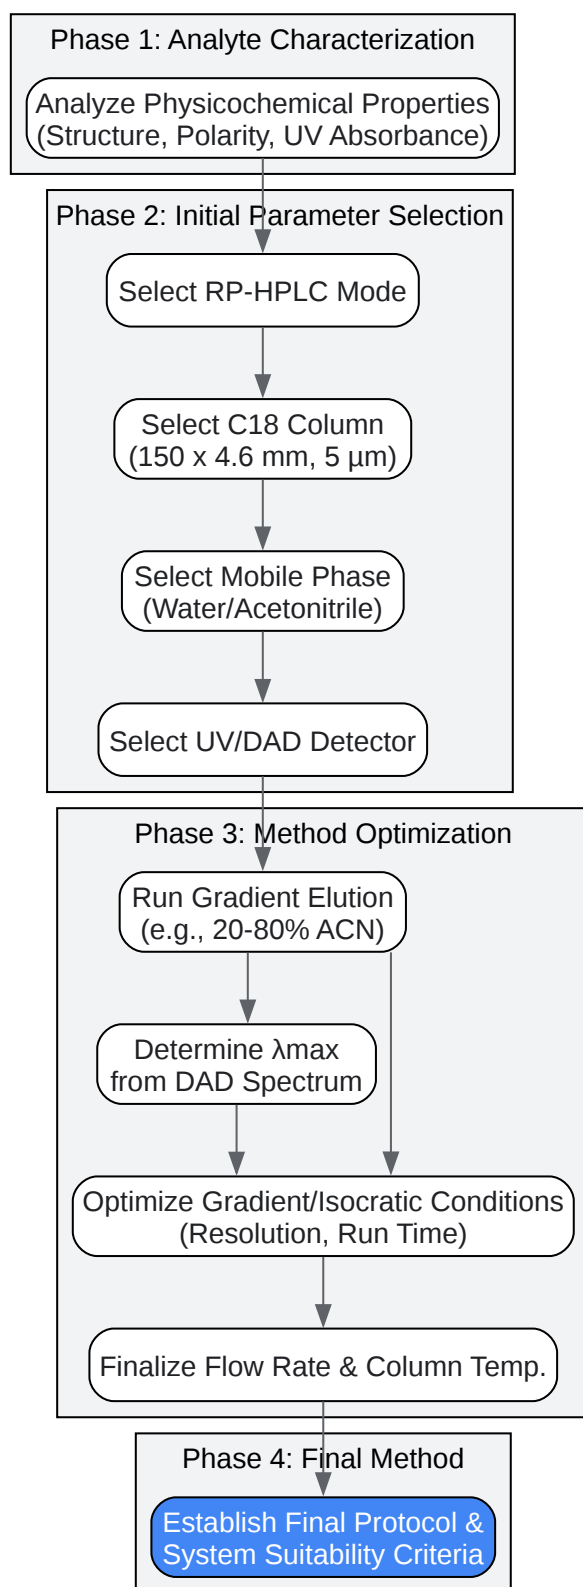 Phase 1: Analyte Characterization
Analyze Physicochemical Properties
(Structure, Polarity, UV Absorbance)
Phase 2: Initial Parameter Selection
Select RP-HPLC Mode
Select C18 Column
(150 x 4.6 mm, 5 µm)
Select Mobile Phase
(Water/Acetonitrile)
Select UV/DAD Detector
Phase 3: Method Optimization
Run Gradient Elution
(e.g., 20-80% ACN)
Determine λmax
from DAD Spectrum
Optimize Gradient/Isocratic Conditions
(Resolution, Run Time)
Finalize Flow Rate & Column Temp.
Phase 4: Final Method
Establish Final Protocol &
System Suitability Criteria